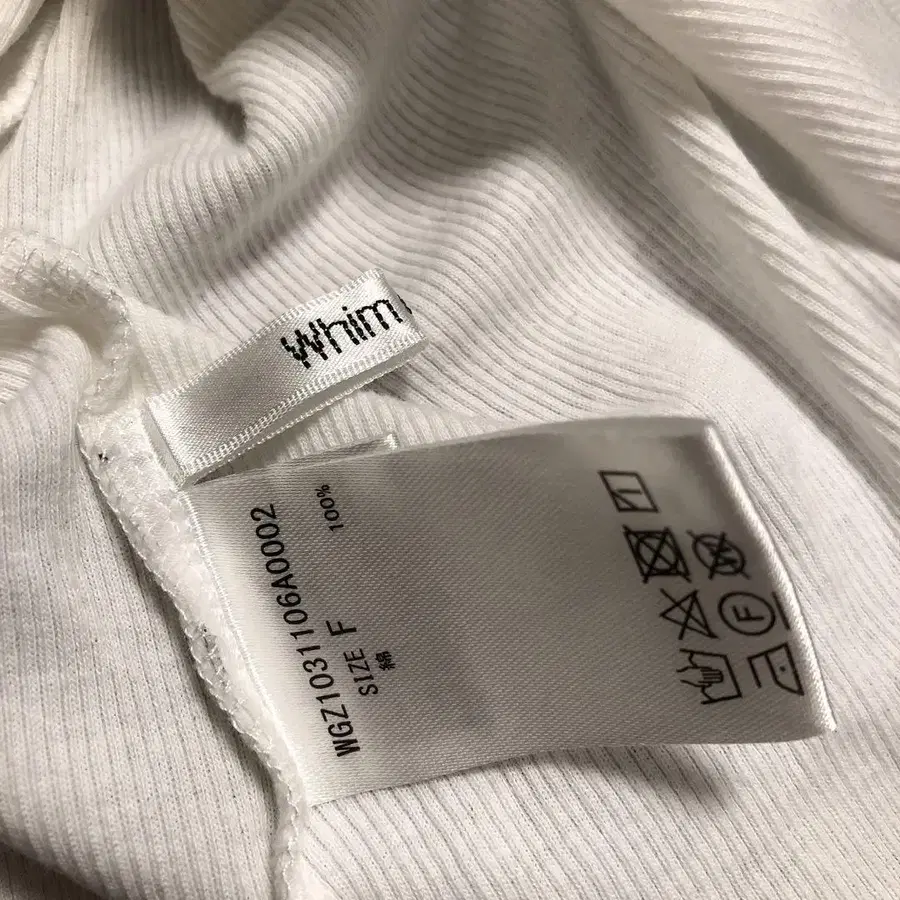 Whim
WGZ1031106A0002
SIZE F
綿 100%
F
W